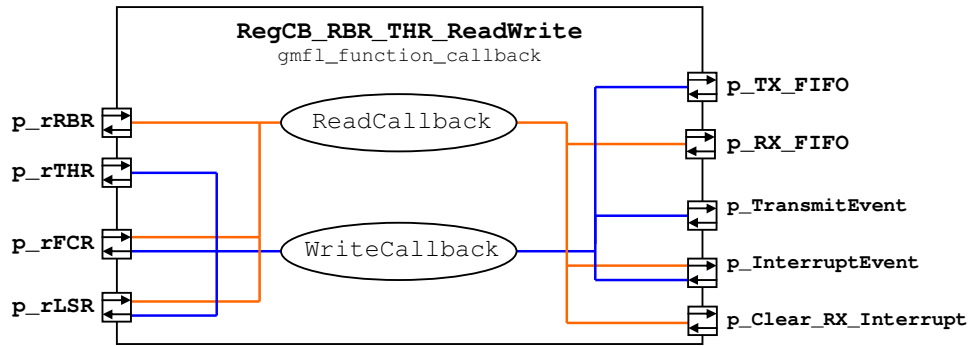 RegCB_RBR_THR_ReadWrite
gmfl_function_callback
p_rRBR
p_rTHR
p_rFCR
p_rLSR
ReadCallback
WriteCallback
p_TX_FIFO
p_RX_FIFO
p_TransmitEvent
p_InterruptEvent
p_Clear_RX_Interrupt